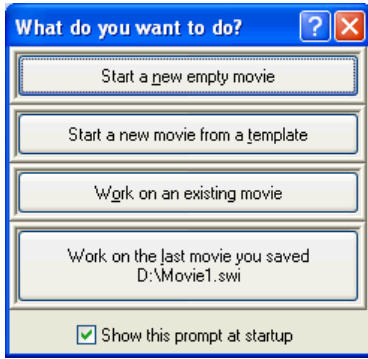 What do you want to do?
Start a new empty movie
Start a new movie from a template
Work on an existing movie
Work on the last movie you saved
D:\Movie1.swi
Show this prompt at startup